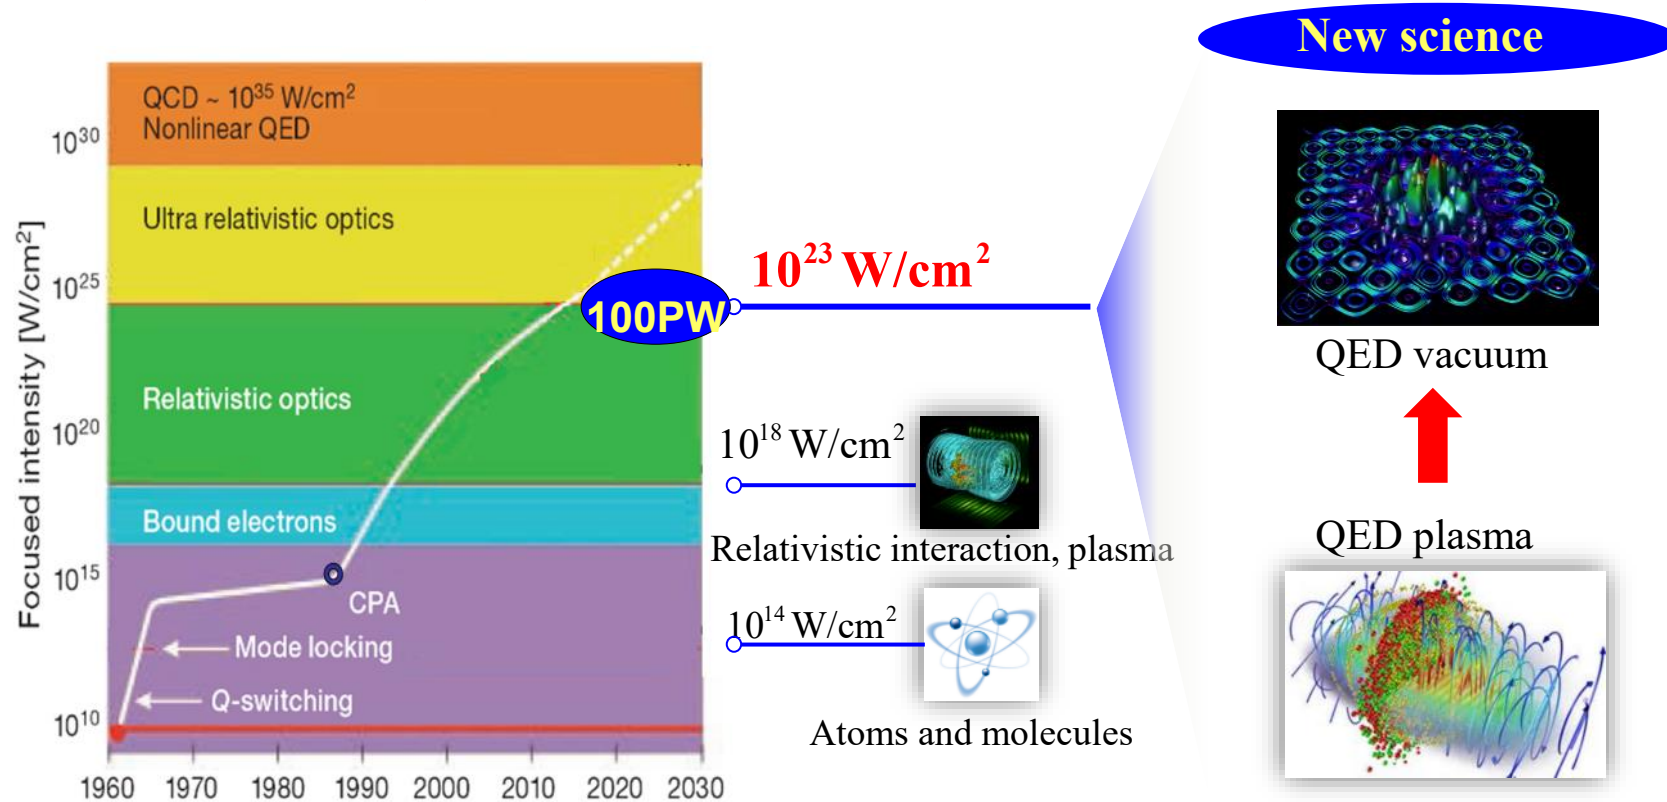 New science
QCD ~ 10³⁵ W/cm²
Nonlinear QED
Ultra relativistic optics
Relativistic optics
Bound electrons
CPA
Mode locking
Q-switching
Focused intensity [W/cm²]
10³⁰
10²⁵
10²⁰
10¹⁵
10¹⁰
1960 1970 1980 1990 2000 2010 2020 2030
100PW
10²³ W/cm²
10¹⁸ W/cm²
Relativistic interaction, plasma
10¹⁴ W/cm²
Atoms and molecules
QED vacuum
QED plasma